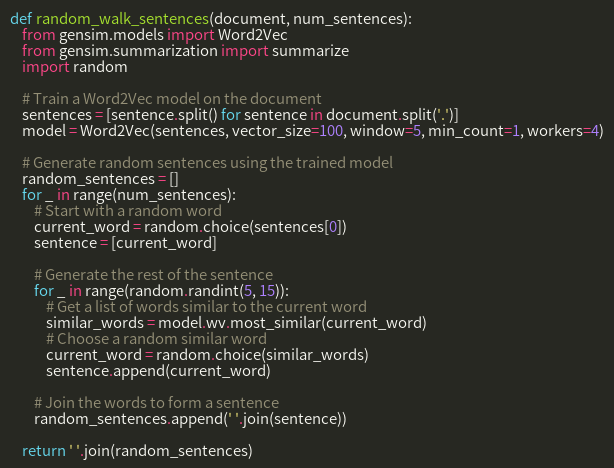 def random_walk_sentences(document, num_sentences):
from gensim.models import Word2Vec
from gensim.summarization import summarize
import random
# Train a Word2Vec model on the document
sentences = [sentence.split() for sentence in document.split('.')]
model = Word2Vec(sentences, vector_size=100, window=5, min_count=1, workers=4)
# Generate random sentences using the trained model
random_sentences = []
for _ in range(num_sentences):
# Start with a random word
current_word = random.choice(sentences[0])
sentence = [current_word]
# Generate the rest of the sentence
for _ in range(random.randint(5, 15)):
# Get a list of words similar to the current word
similar_words = model.wv.most_similar(current_word)
# Choose a random similar word
current_word = random.choice(similar_words)
sentence.append(current_word)
# Join the words to form a sentence
random_sentences.append(' '.join(sentence))
return ' '.join(random_sentences)